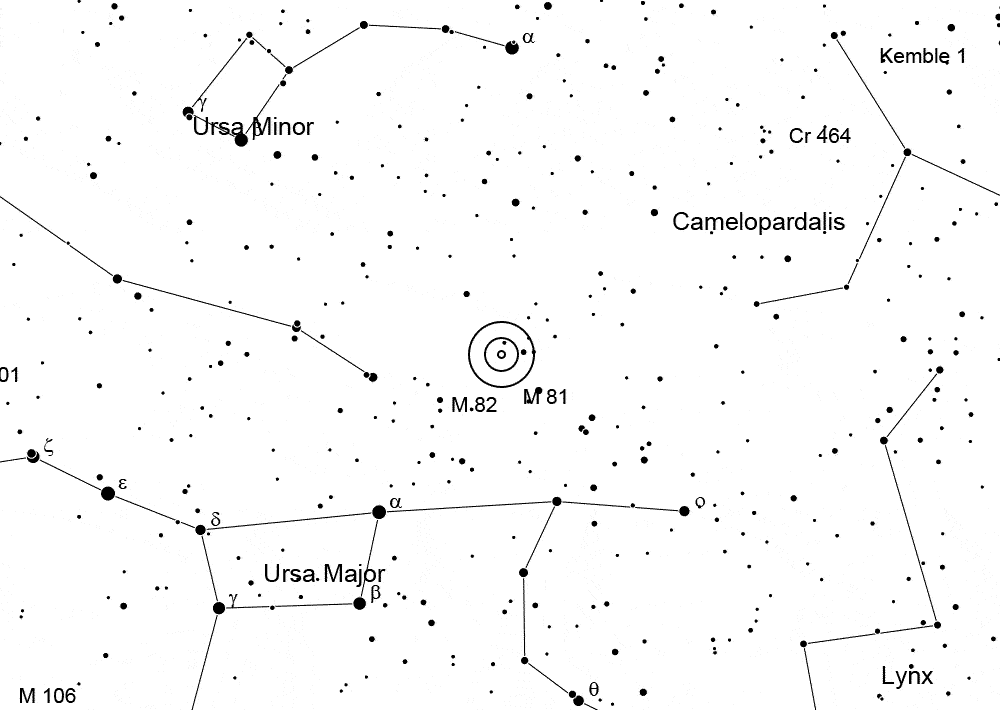 α
Kemble 1
γ
Ursa Minor
β
Cr 464
Camelopardalis
01
M 82
M 81
ζ
ε
δ
α
ο
Ursa Major
γ
β
Lynx
θ
M 106